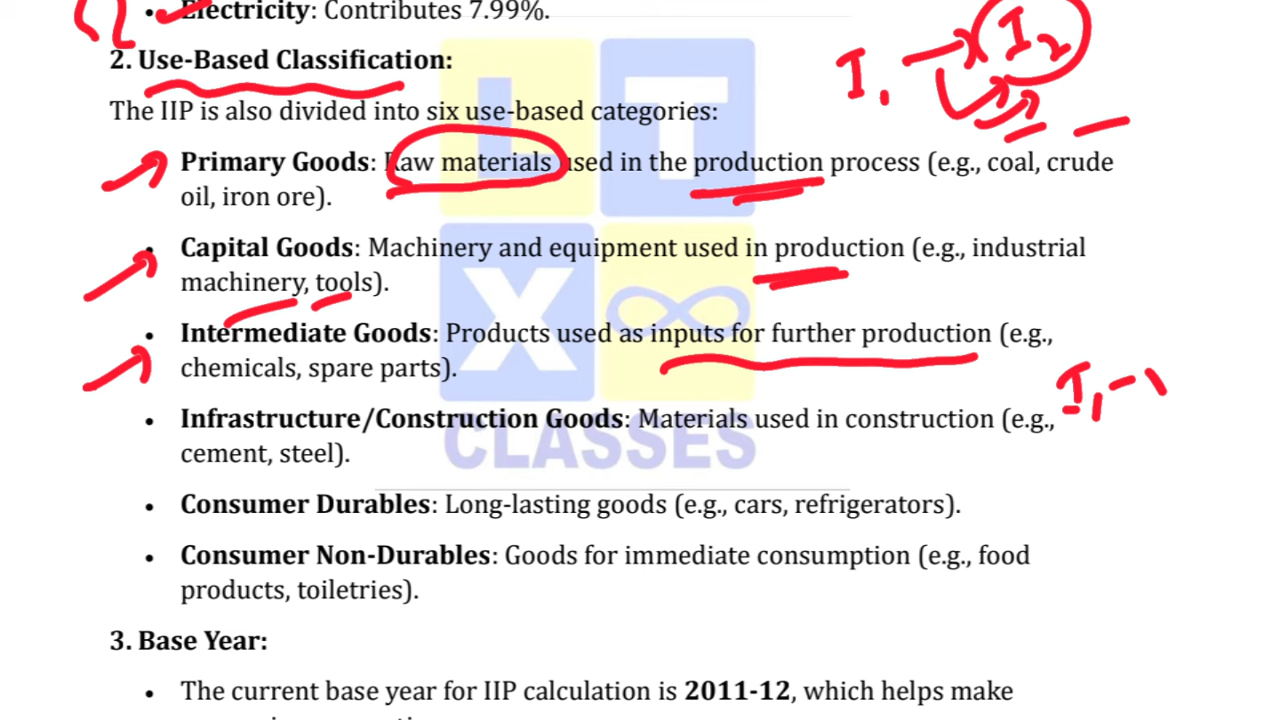 • Electricity: Contributes 7.99%.
2. Use-Based Classification:
I1 → I2
The IIP is also divided into six use-based categories:
Primary Goods: Raw materials used in the production process (e.g., coal, crude
oil, iron ore).
• Capital Goods: Machinery and equipment used in production (e.g., industrial
machinery, tools).
• Intermediate Goods: Products used as inputs for further production (e.g.,
chemicals, spare parts).
I1
• Infrastructure/Construction Goods: Materials used in construction (e.g.,
cement, steel).
• Consumer Durables: Long-lasting goods (e.g., cars, refrigerators).
• Consumer Non-Durables: Goods for immediate consumption (e.g., food
products, toiletries).
3. Base Year:
• The current base year for IIP calculation is 2011-12, which helps make
L T
X
CLASSES